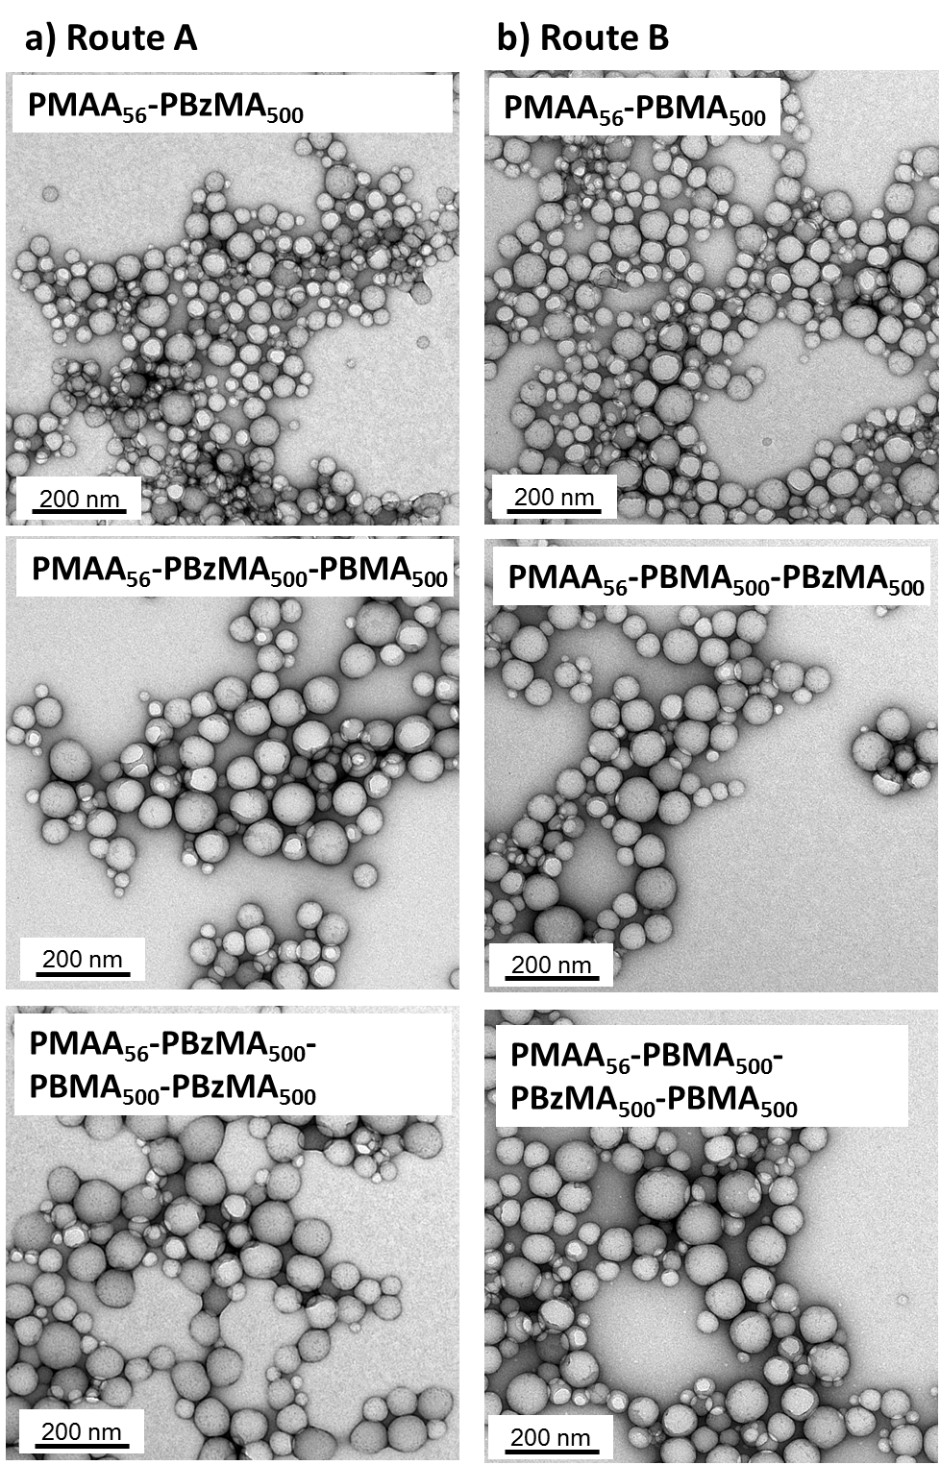 a) Route A
b) Route B
PMAA₅₆-PBzMA₅₀₀
PMAA₅₆-PBMA₅₀₀
200 nm
200 nm
PMAA₅₆-PBzMA₅₀₀-PBMA₅₀₀
PMAA₅₆-PBMA₅₀₀-PBzMA₅₀₀
200 nm
200 nm
PMAA₅₆-PBzMA₅₀₀-
PBMA₅₀₀-PBzMA₅₀₀
PMAA₅₆-PBMA₅₀₀-
PBzMA₅₀₀-PBMA₅₀₀
200 nm
200 nm